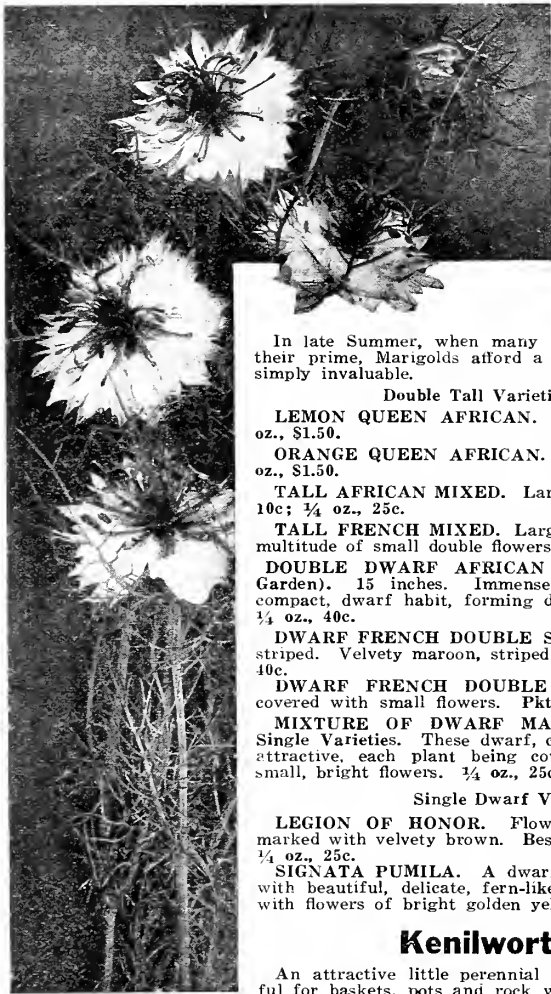 In late Summer, when many
their prime, Marigolds afford a
simply invaluable.
Double Tall Varieti
LEMON QUEEN AFRICAN.
oz., $1.50.
ORANGE QUEEN AFRICAN.
oz., $1.50.
TALL AFRICAN MIXED. Lar
10c; ¼ oz., 25c.
TALL FRENCH MIXED. Larg
multitude of small double flowers
DOUBLE DWARF AFRICAN
Garden). 15 inches. Immense
compact, dwarf habit, forming d
¼ oz., 40c.
DWARF FRENCH DOUBLE S
striped. Velvety maroon, striped
40c.
DWARF FRENCH DOUBLE
covered with small flowers. Pkt
MIXTURE OF DWARF MA
Single Varieties. These dwarf, c
attractive, each plant being co
small, bright flowers. ¼ oz., 25c
Single Dwarf V
LEGION OF HONOR. Flow
marked with velvety brown. Bes
¼ oz., 25c.
SIGNATA PUMILA. A dwar
with beautiful, delicate, fern-like
with flowers of bright golden ye
Kenilwort
An attractive little perennial
ful for baskets, pots and rock w